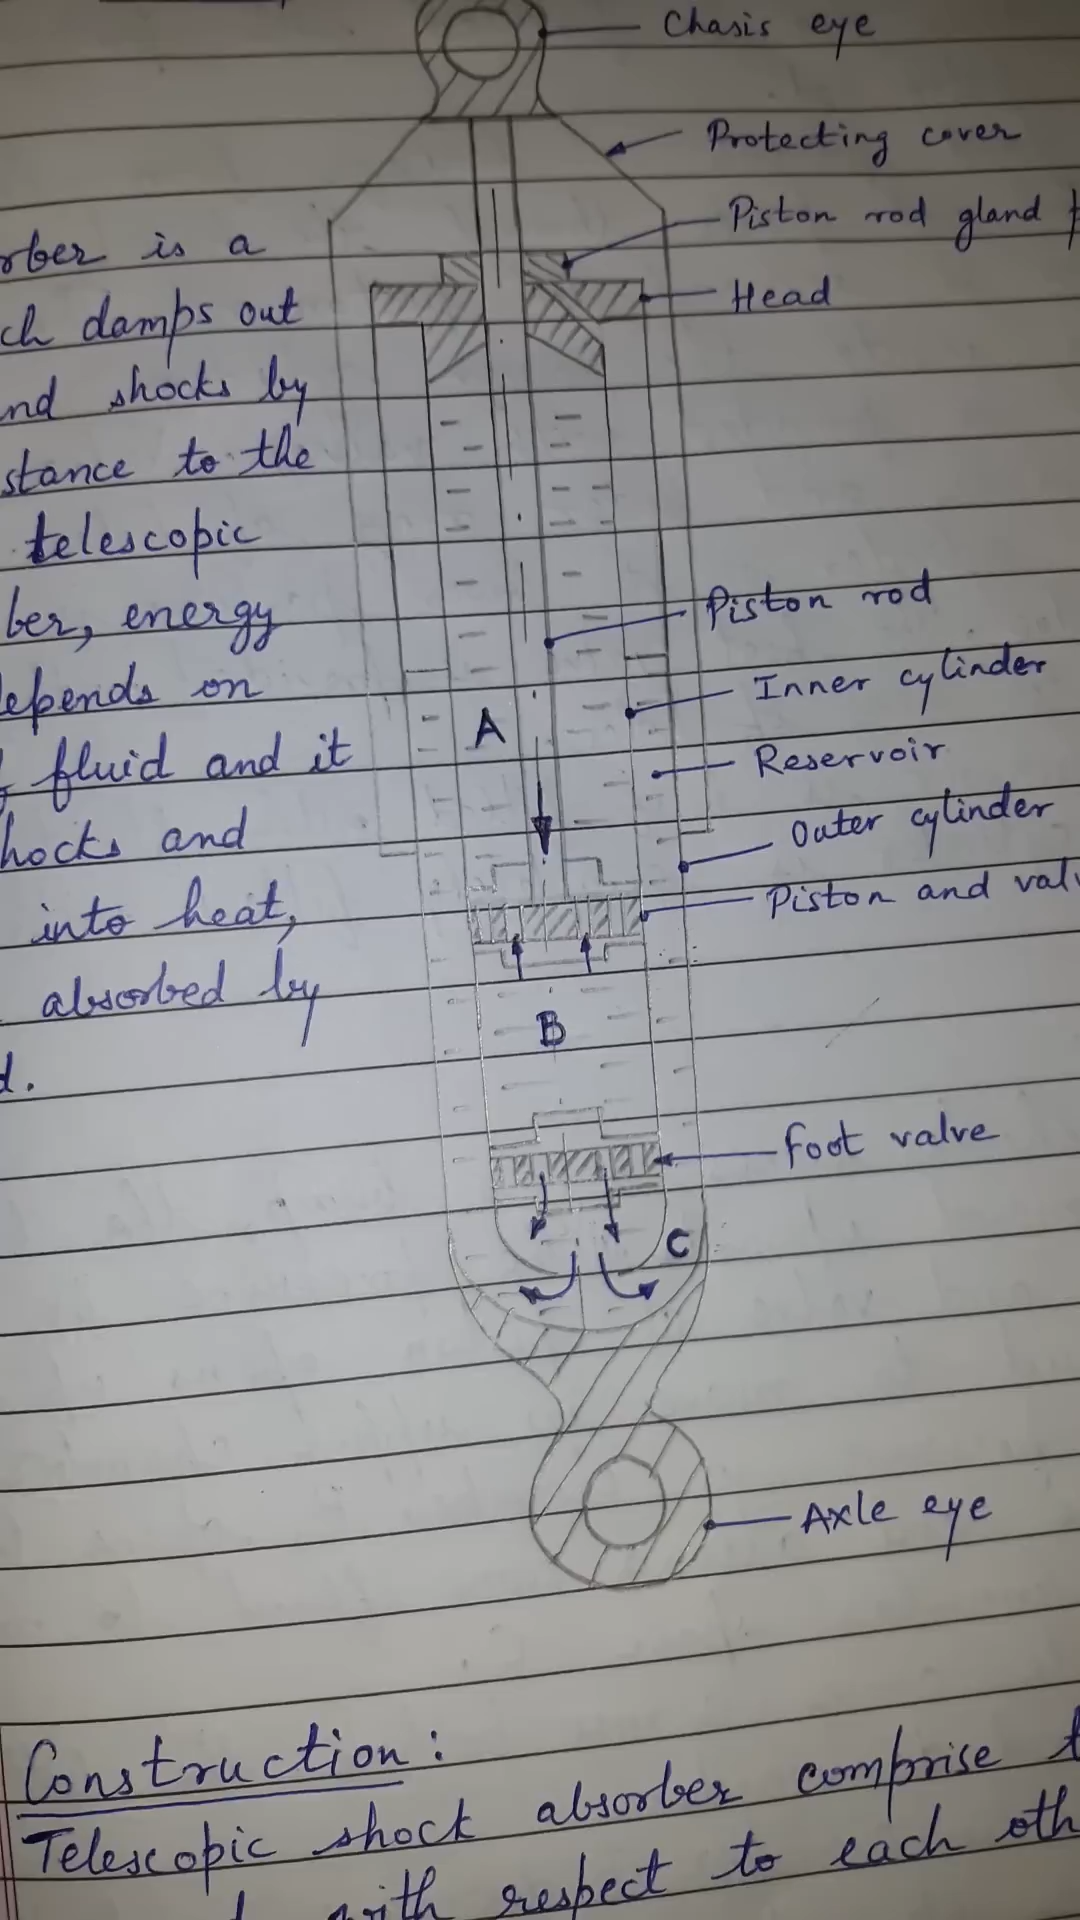 Chasis eye
Protecting cover
Piston rod gland
Head
rber is a
ch damps out
nd shocks by
stance to the
telescopic
ber, energy
depends on
fluid and it
hocks and
into heat,
absorbed by
d.
Piston rod
Inner cylinder
Reservoir
Outer cylinder
Piston and val
A
B
Foot valve
C
Axle eye
Construction:
Telescopic shock absorber comprise t
with respect to each oth